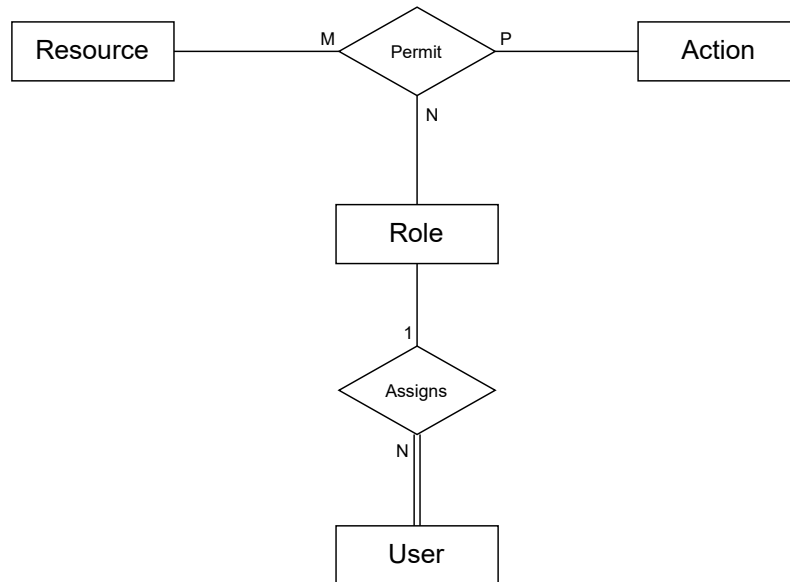 Resource
M
Permit
P
Action
N
Role
1
Assigns
N
User